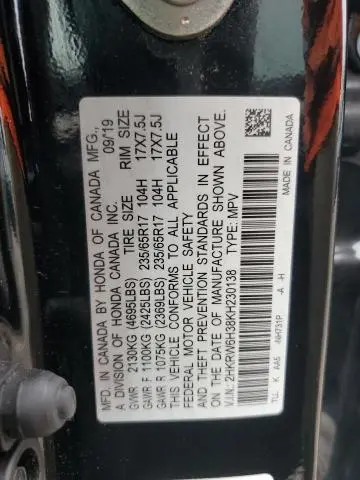 MFD. IN CANADA BY HONDA OF CANADA MFG.,
A DIVISION OF HONDA CANADA INC. 09/19
GVWR 2130KG (4695LBS) TIRE SIZE RIM SIZE
GAWR F 1100KG (2425LBS) 235/65R17 104H 17X7.5J
GAWR R 1075KG (2369LBS) 235/65R17 104H 17X7.5J
THIS VEHICLE CONFORMS TO ALL APPLICABLE
FEDERAL MOTOR VEHICLE SAFETY
THEFT PREVENTION STANDARDS IN EFFECT
ON THE DATE OF MANUFACTURE SHOWN ABOVE.
V.I.N.: 2HKRW6H38KH230138 TYPE: MPV
TLL K AA5 -NH731P -A -H MADE IN CANADA